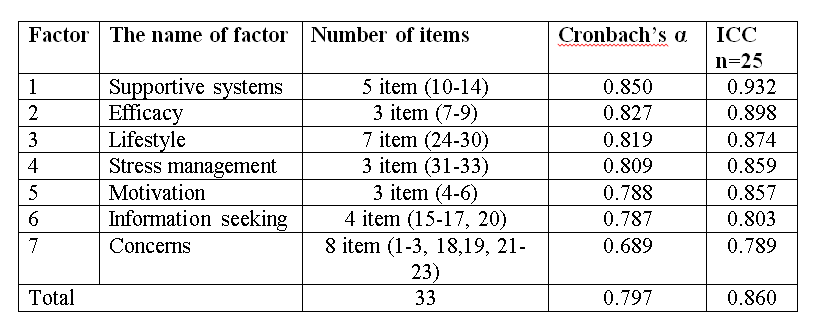 Factor The name of factor Number of items Cronbach's α ICC
n=25
1 Supportive systems 5 item (10-14) 0.850 0.932
2 Efficacy 3 item (7-9) 0.827 0.898
3 Lifestyle 7 item (24-30) 0.819 0.874
4 Stress management 3 item (31-33) 0.809 0.859
5 Motivation 3 item (4-6) 0.788 0.857
6 Information seeking 4 item (15-17, 20) 0.787 0.803
7 Concerns 8 item (1-3, 18,19, 21- 0.689 0.789
23)
Total 33 0.797 0.860